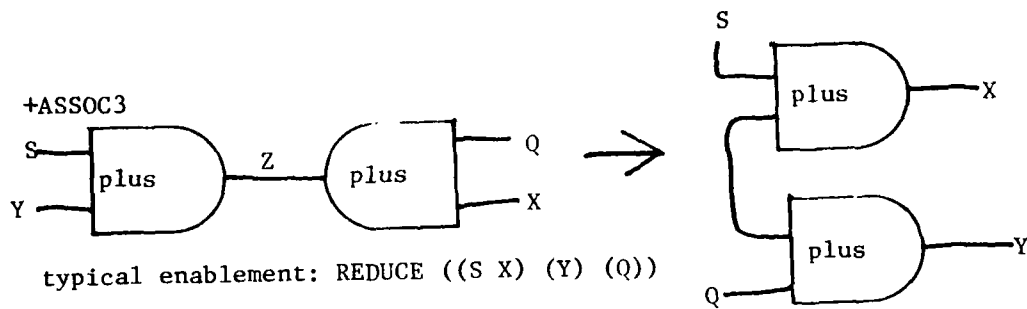 +ASSOC3
S
Y
plus
Z
plus
Q
X
typical enablement: REDUCE ((S X) (Y) (Q))
S
plus
X
plus
Y
Q